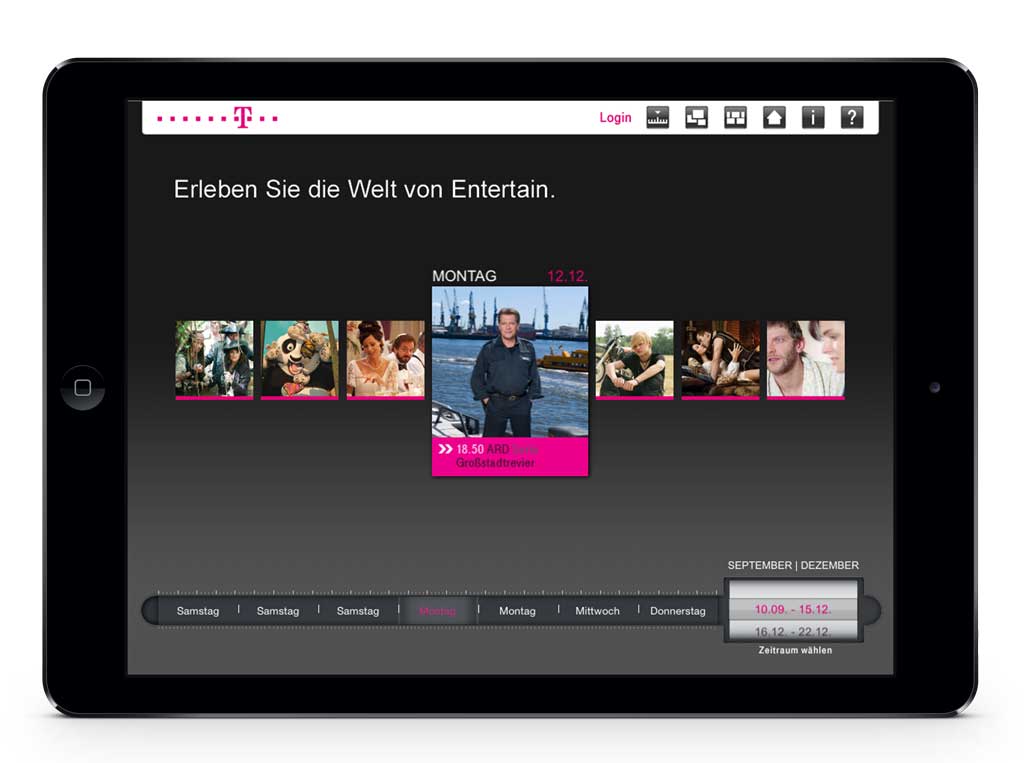 T
Login
i
?
Erleben Sie die Welt von Entertain.
MONTAG 12.12.
18.50 ARD
Großstadtrevier
SEPTEMBER | DEZEMBER
Samstag | Samstag | Samstag | Montag | Montag | Mittwoch | Donnerstag
10.09. - 15.12.
16.12. - 22.12.
Zeitraum wählen